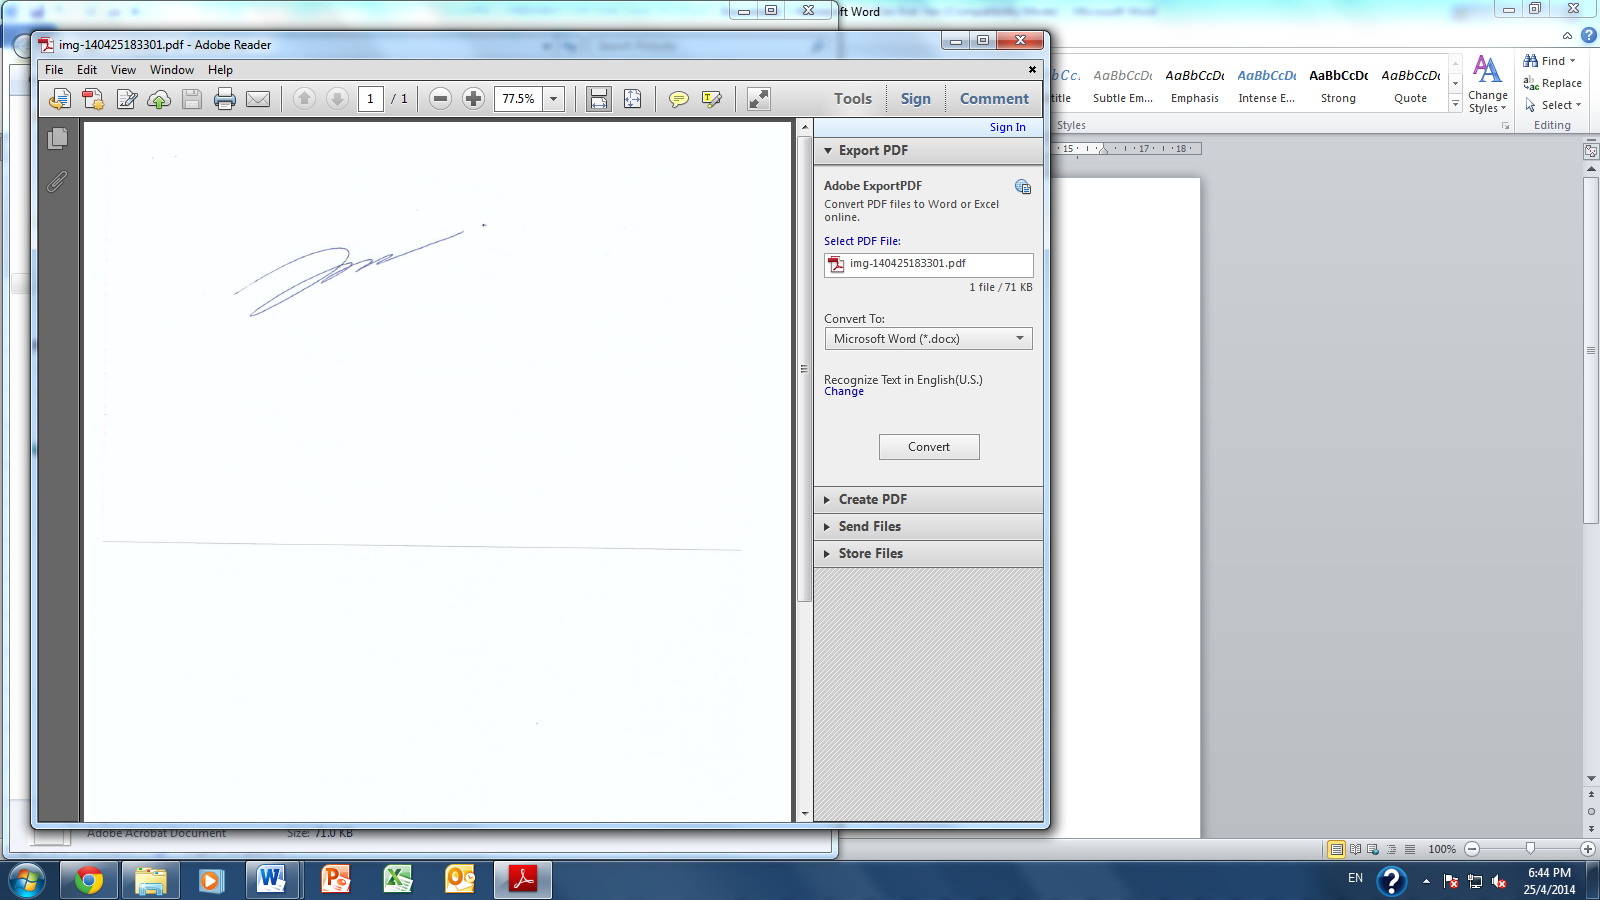 img-140425183301.pdf - Adobe Reader
oft Word
File Edit View Window Help
1 / 1 77.5% Tools Sign Comment
Sign In
Export PDF
Adobe ExportPDF
Convert PDF files to Word or Excel
online.
Select PDF File:
img-140425183301.pdf
1 file / 71 KB
Convert To:
Microsoft Word (*.docx)
Recognize Text in English(U.S.)
Change
Convert
Create PDF
Send Files
Store Files
AaBbCcDc AaBbCcDc AaBbCcDc AaBbCcDc AaBbCcDc
Subtle Em... Emphasis Intense E... Strong Quote
Change
Styles
Find
Replace
Select
Styles
Editing
15 17 18
Adobe Acrobat Document Size: 71.0 KB
100%
EN
6:44 PM
25/4/2014